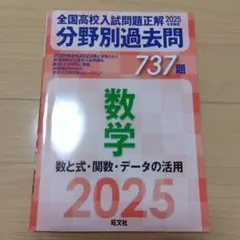 全国高校入試問題正解 2025
分野別過去問
737題
数学
数と式・関数・データの活用
2025
旺文社